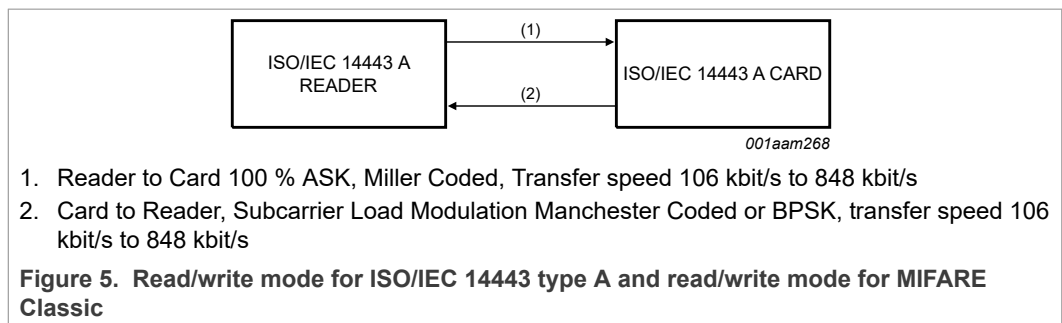 (1)
ISO/IEC 14443 A
READER
ISO/IEC 14443 A CARD
(2)
001aam268
1. Reader to Card 100 % ASK, Miller Coded, Transfer speed 106 kbit/s to 848 kbit/s
2. Card to Reader, Subcarrier Load Modulation Manchester Coded or BPSK, transfer speed 106
kbit/s to 848 kbit/s
Figure 5. Read/write mode for ISO/IEC 14443 type A and read/write mode for MIFARE
Classic